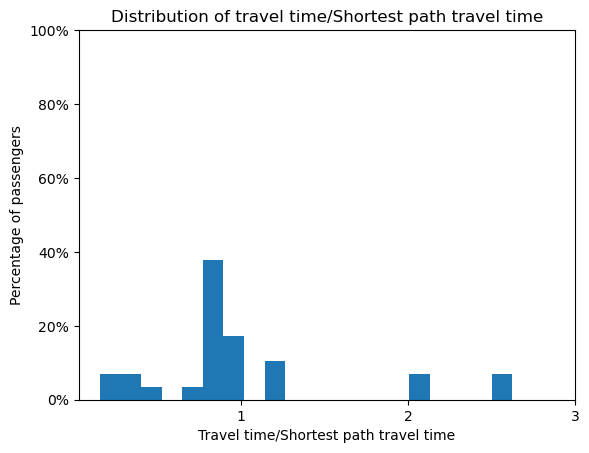 Distribution of travel time/Shortest path travel time
100%
80%
60%
40%
20%
0%
Percentage of passengers
1 2 3
Travel time/Shortest path travel time